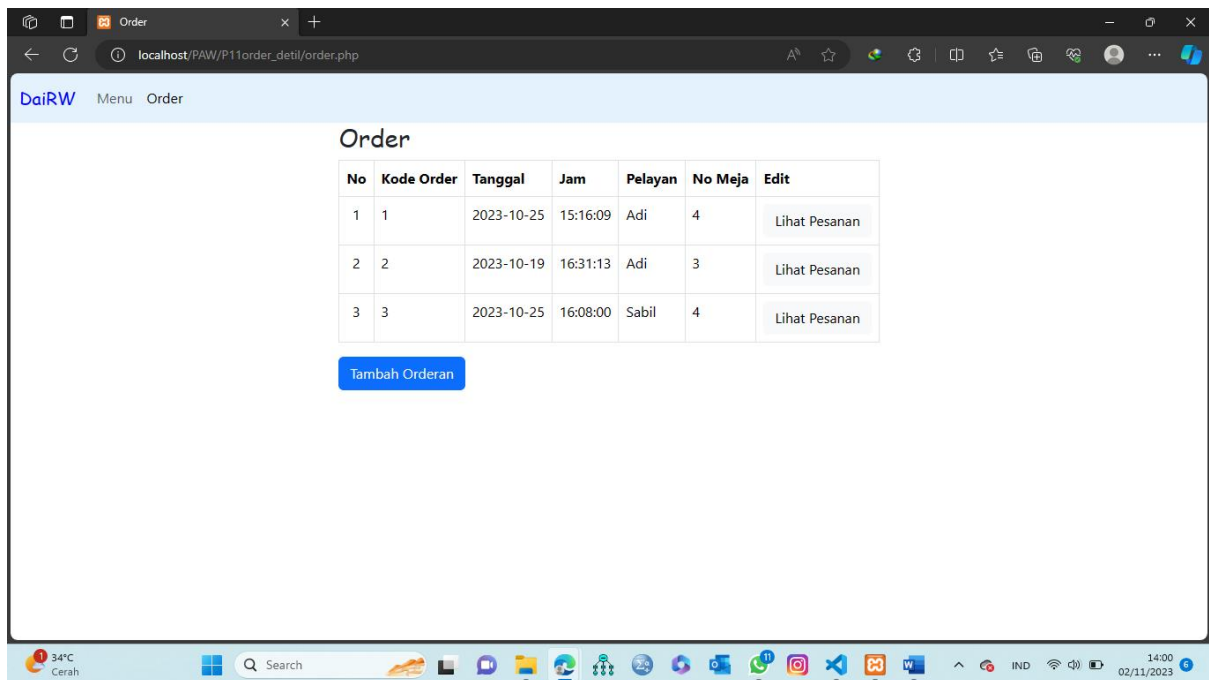 Order
localhost/PAW/P11order_detil/order.php
DaiRW Menu Order
Order
No Kode Order Tanggal Jam Pelayan No Meja Edit
1 1 2023-10-25 15:16:09 Adi 4 Lihat Pesanan
2 2 2023-10-19 16:31:13 Adi 3 Lihat Pesanan
3 3 2023-10-25 16:08:00 Sabil 4 Lihat Pesanan
Tambah Orderan
1 34°C
Cerah
Search
11
IND
14:00
02/11/2023
6